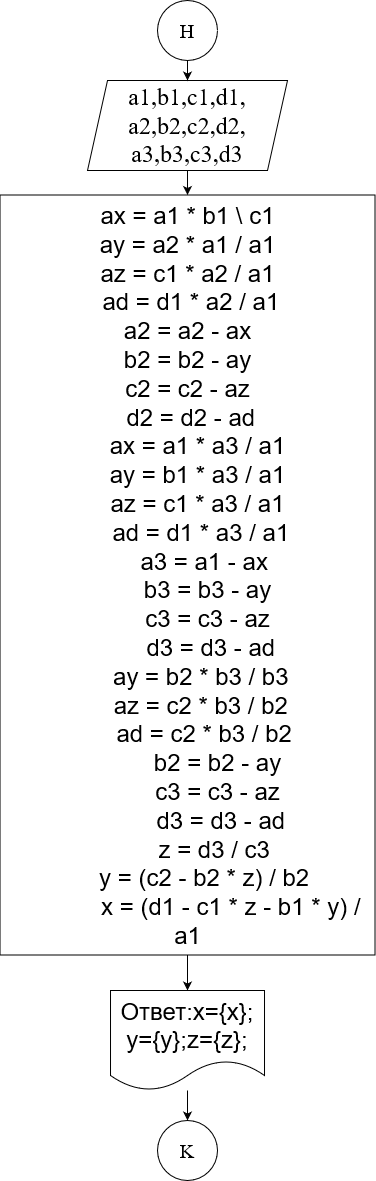 Н
a1,b1,c1,d1,
a2,b2,c2,d2,
a3,b3,c3,d3
ax = a1 * b1 \ c1
ay = a2 * a1 / a1
az = c1 * a2 / a1
ad = d1 * a2 / a1
a2 = a2 - ax
b2 = b2 - ay
c2 = c2 - az
d2 = d2 - ad
ax = a1 * a3 / a1
ay = b1 * a3 / a1
az = c1 * a3 / a1
ad = d1 * a3 / a1
a3 = a1 - ax
b3 = b3 - ay
c3 = c3 - az
d3 = d3 - ad
ay = b2 * b3 / b3
az = c2 * b3 / b2
ad = c2 * b3 / b2
b2 = b2 - ay
c3 = c3 - az
d3 = d3 - ad
z = d3 / c3
y = (c2 - b2 * z) / b2
x = (d1 - c1 * z - b1 * y) /
a1
Ответ:x={x};
y={y};z={z};
К